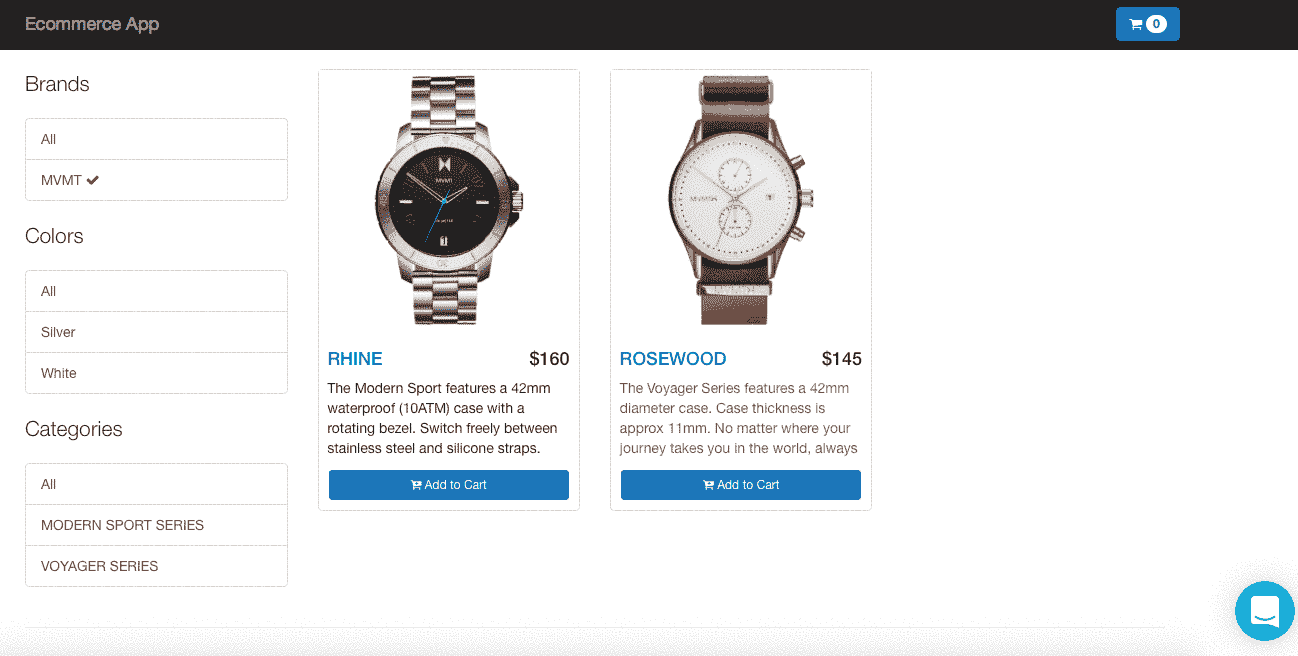 Ecommerce App
0
Brands
All
MVMT
Colors
All
Silver
White
Categories
All
MODERN SPORT SERIES
VOYAGER SERIES
MVMT
RHINE $160
The Modern Sport features a 42mm
waterproof (10ATM) case with a
rotating bezel. Switch freely between
stainless steel and silicone straps.
Add to Cart
ROSEWOOD $145
The Voyager Series features a 42mm
diameter case. Case thickness is
approx 11mm. No matter where your
journey takes you in the world, always
Add to Cart